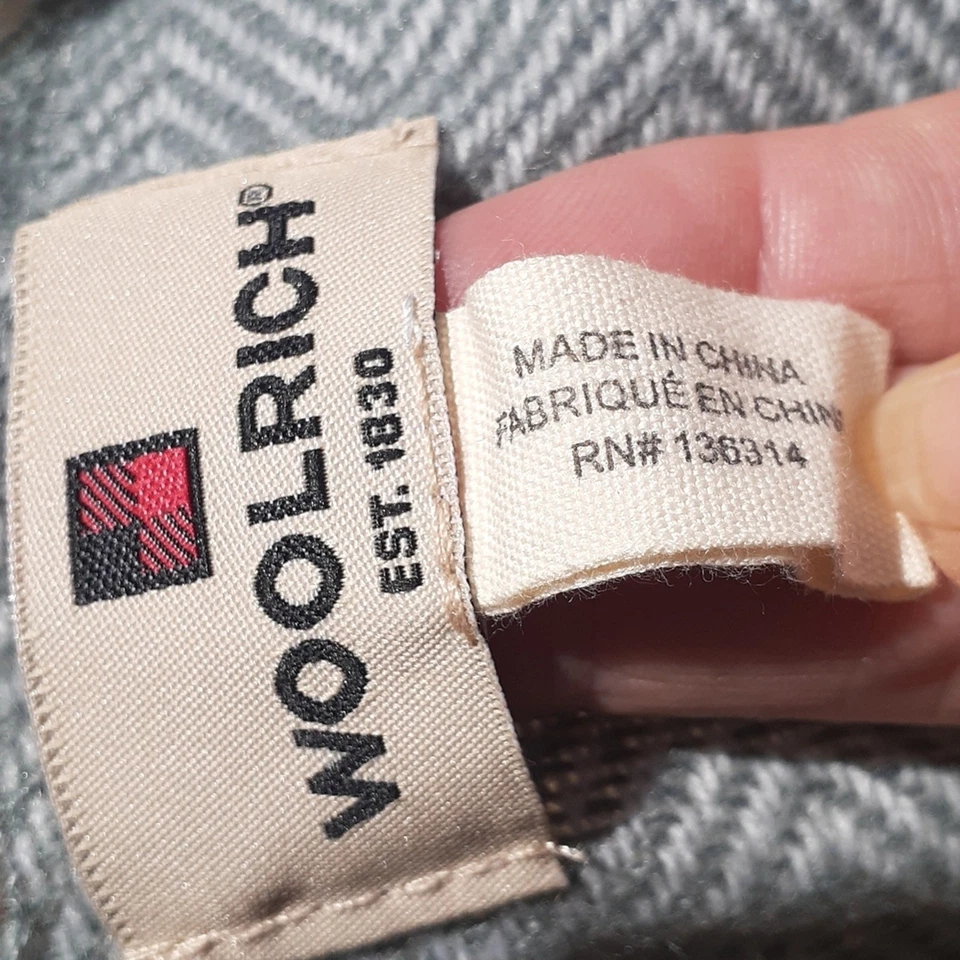 WOOLRICH®
EST. 1830
MADE IN CHINA
FABRIQUÉ EN CHINE
RN# 136314